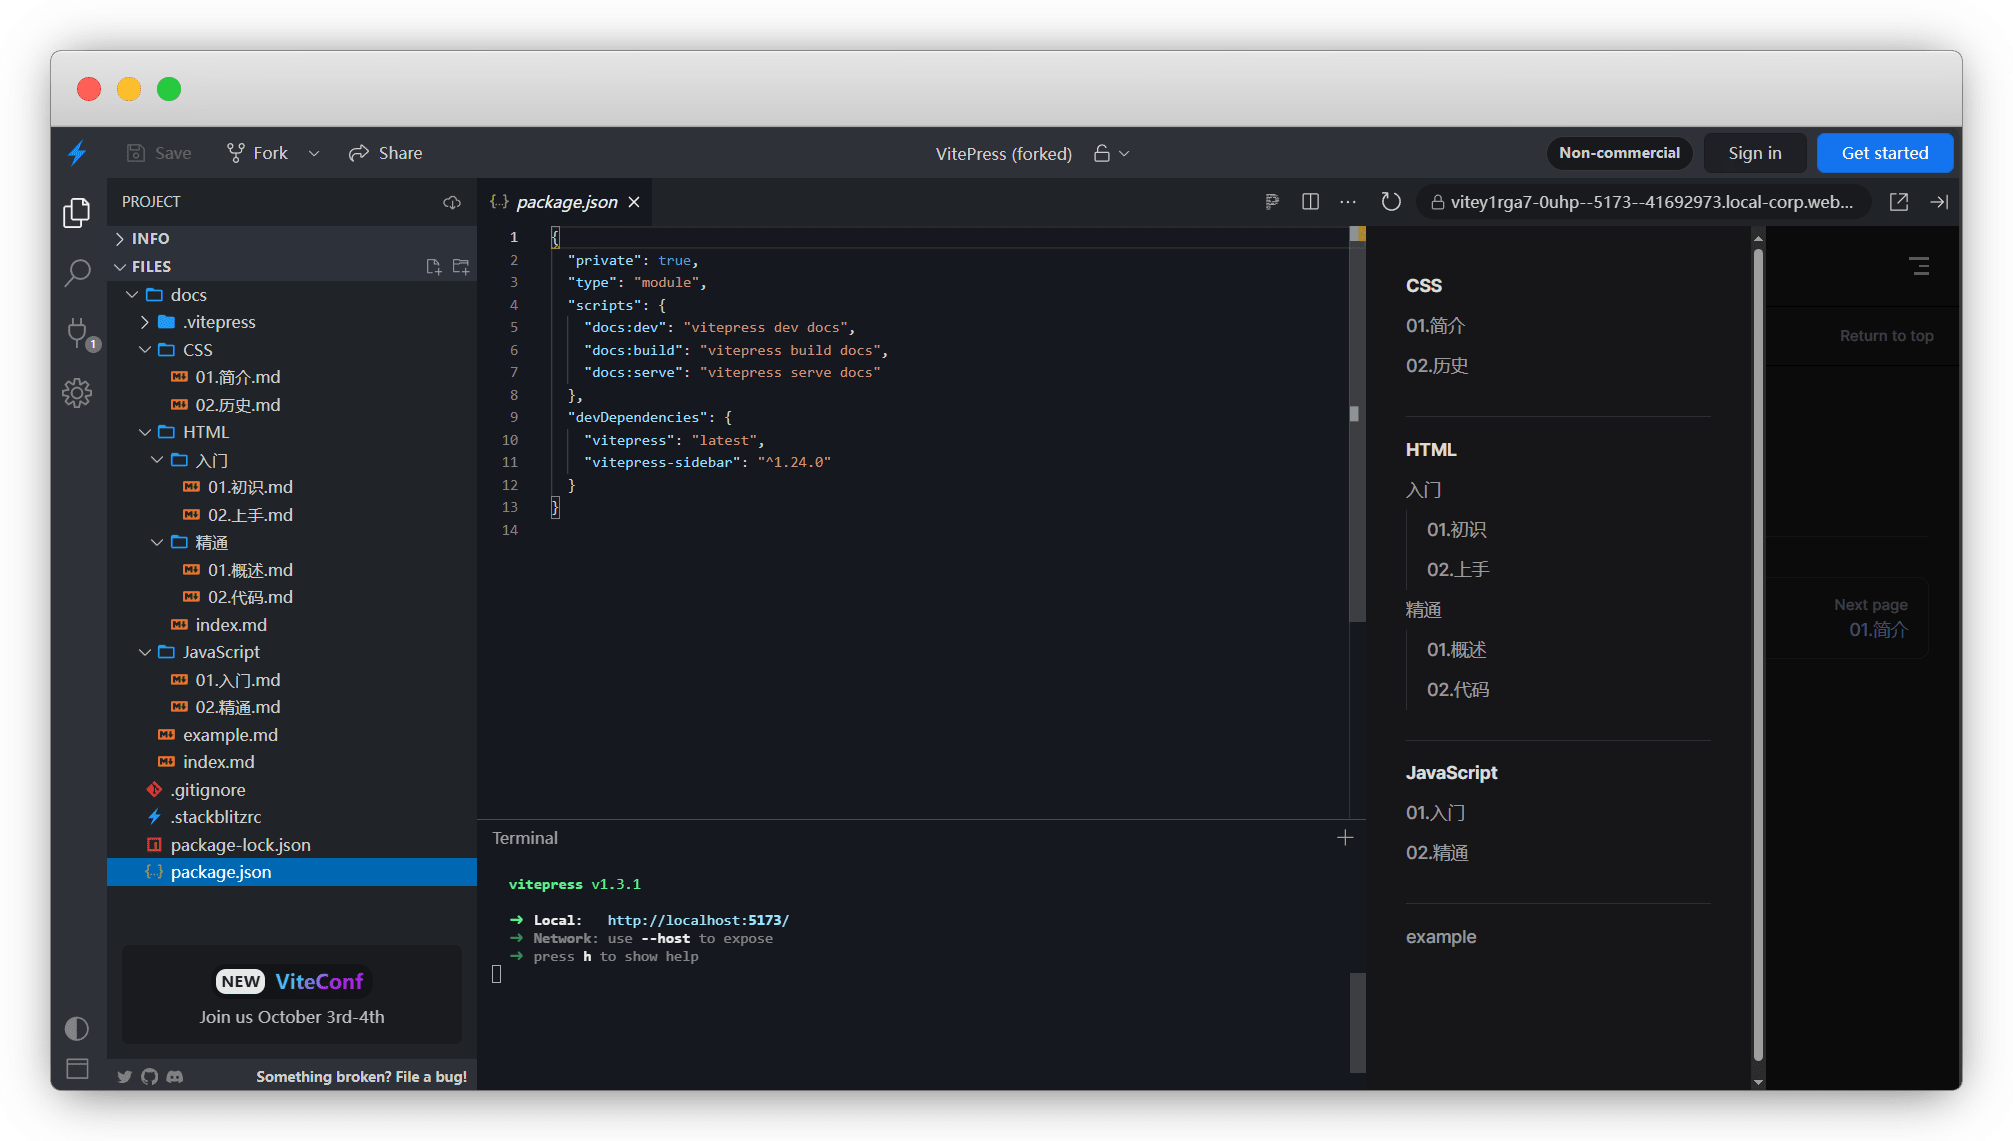 Save
Fork
Share
VitePress (forked)
Non-commercial
Sign in
Get started
PROJECT
INFO
FILES
docs
.vitepress
CSS
01.简介.md
02.历史.md
HTML
入门
01.初识.md
02.上手.md
精通
01.概述.md
02.代码.md
index.md
JavaScript
01.入门.md
02.精通.md
example.md
index.md
.gitignore
.stackblitzrc
package-lock.json
{..} package.json
1
NEW ViteConf
Join us October 3rd-4th
Something broken? File a bug!
{..} package.json
1 {
2 "private": true,
3 "type": "module",
4 "scripts": {
5 "docs:dev": "vitepress dev docs",
6 "docs:build": "vitepress build docs",
7 "docs:serve": "vitepress serve docs"
8 },
9 "devDependencies": {
10 "vitepress": "latest",
11 "vitepress-sidebar": "^1.24.0"
12 }
13 }
14
Terminal
vitepress v1.3.1
➜ Local: http://localhost:5173/
➜ Network: use --host to expose
➜ press h to show help
vitey1rga7-0uhp--5173--41692973.local-corp.web...
CSS
01.简介
02.历史
HTML
入门
01.初识
02.上手
精通
01.概述
02.代码
JavaScript
01.入门
02.精通
example
Return to top
Next page
01.简介